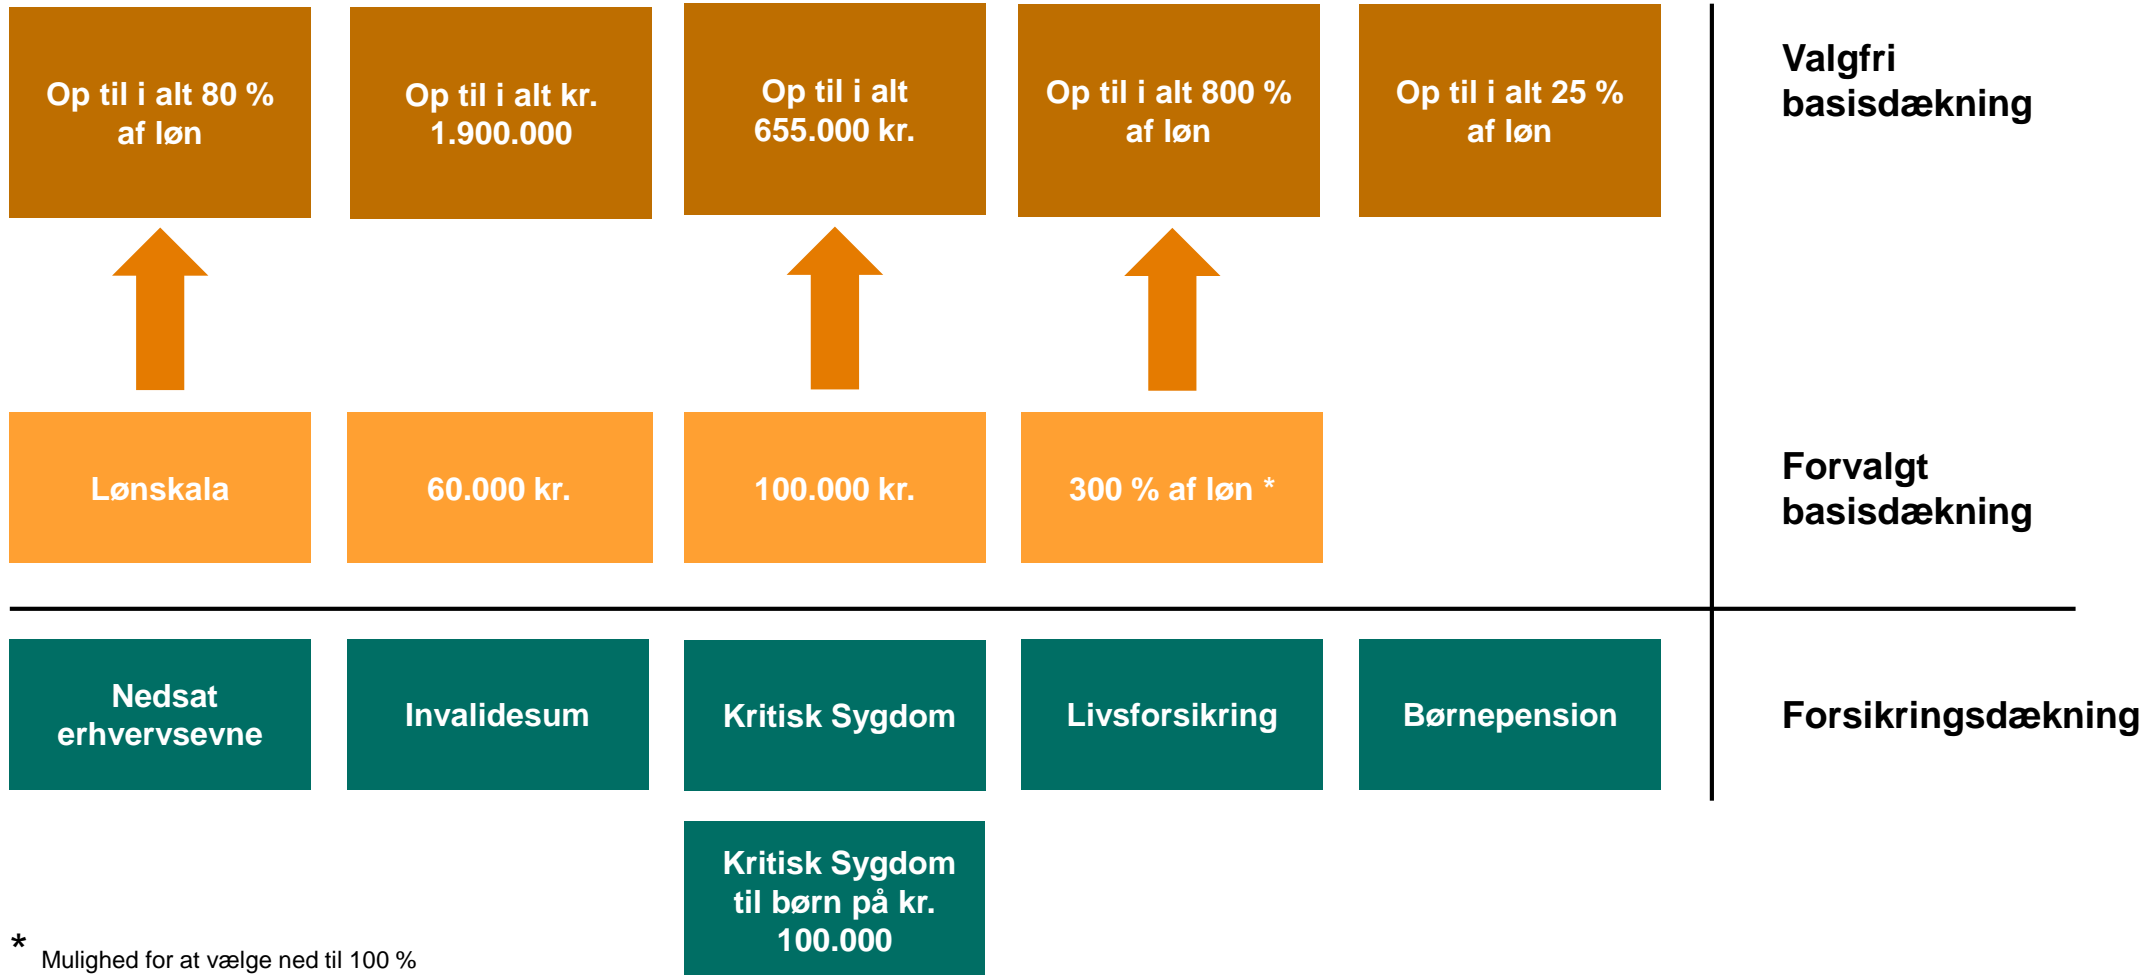 Op til i alt 80 %
af løn
Op til i alt kr.
1.900.000
Op til i alt
655.000 kr.
Op til i alt 800 %
af løn
Op til i alt 25 %
af løn
Valgfri
basisdækning
Lønskala
60.000 kr.
100.000 kr.
300 % af løn *
Forvalgt
basisdækning
Nedsat
erhvervsevne
Invalidesum
Kritisk Sygdom
Livsforsikring
Børnepension
Forsikringsdækning
Kritisk Sygdom
til børn på kr.
100.000
* Mulighed for at vælge ned til 100 %